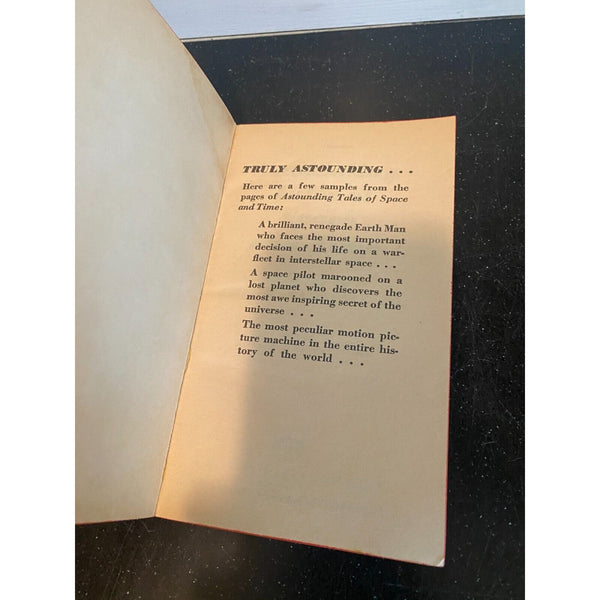 TRULY ASTOUNDING . . .
Here are a few samples from the
pages of Astounding Tales of Space
and Time:
A brilliant, renegade Earth Man
who faces the most important
decision of his life on a war-
fleet in interstellar space . . .
A space pilot marooned on a
lost planet who discovers the
most awe inspiring secret of the
universe . . .
The most peculiar motion pic-
ture machine in the entire his-
tory of the world . . .